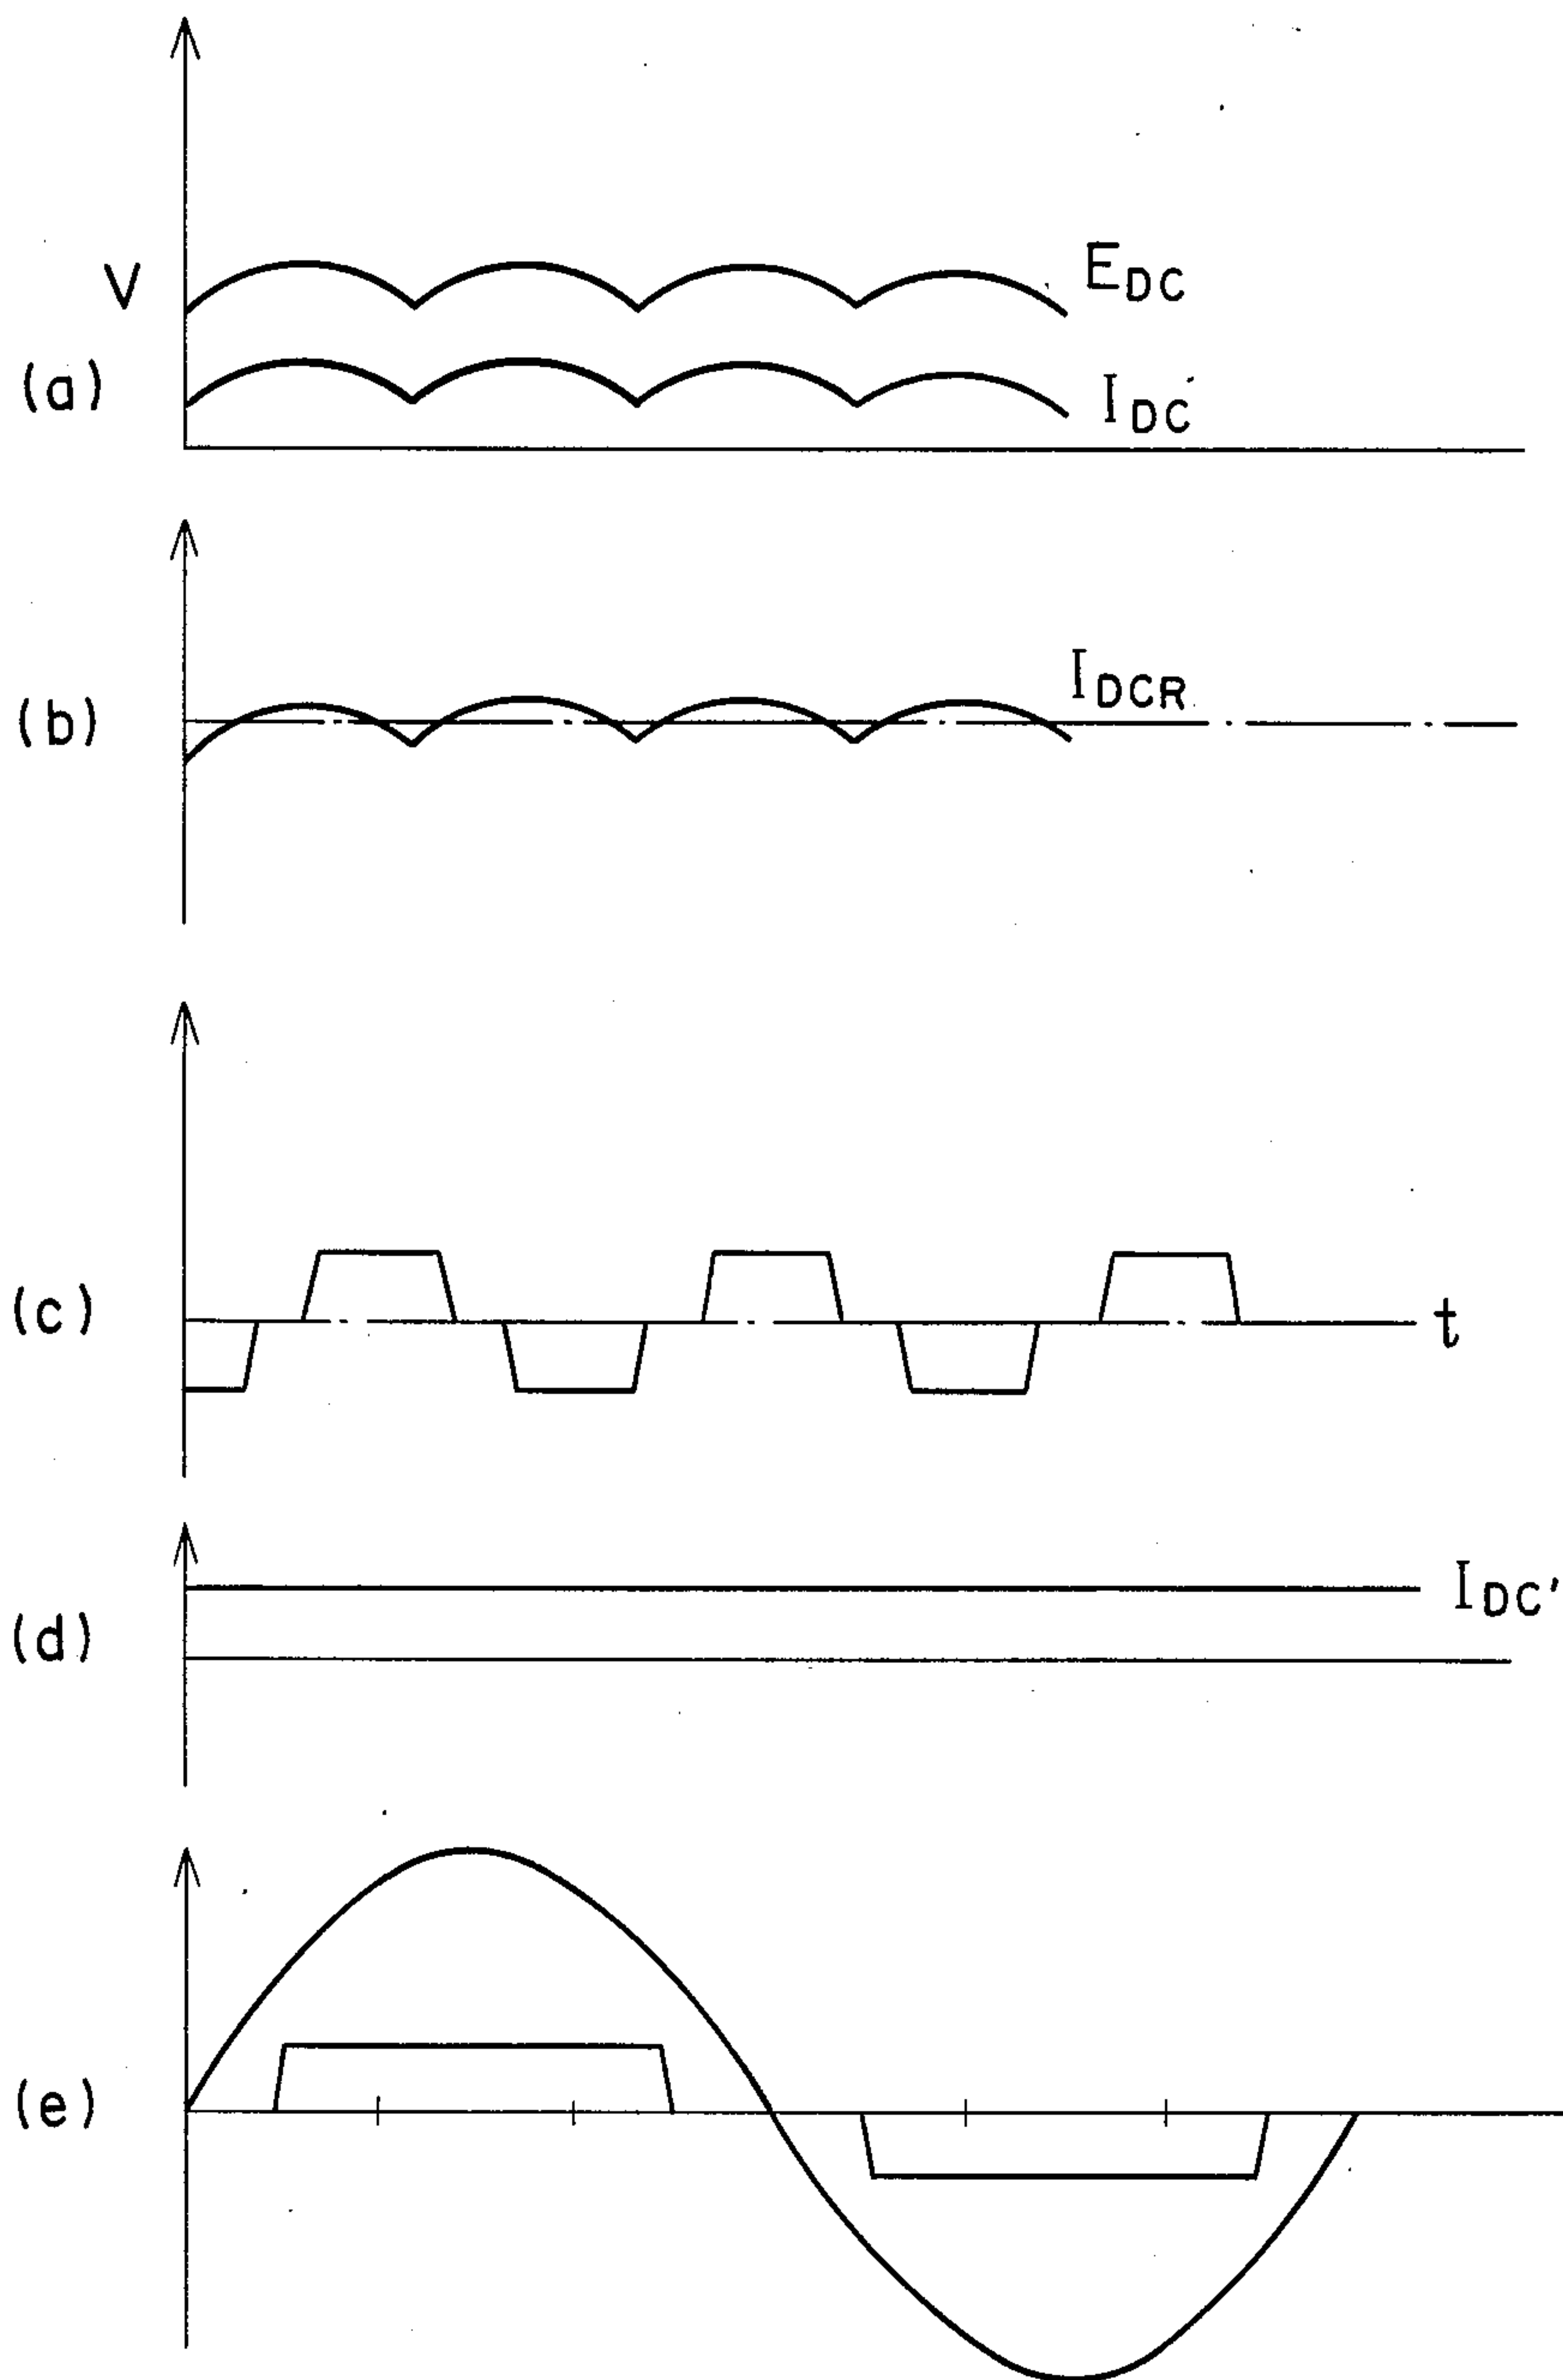 V
E_DC
(a)
I_DC
I_DCR
(b)
(c)
t
I_DC'
(d)
(e)